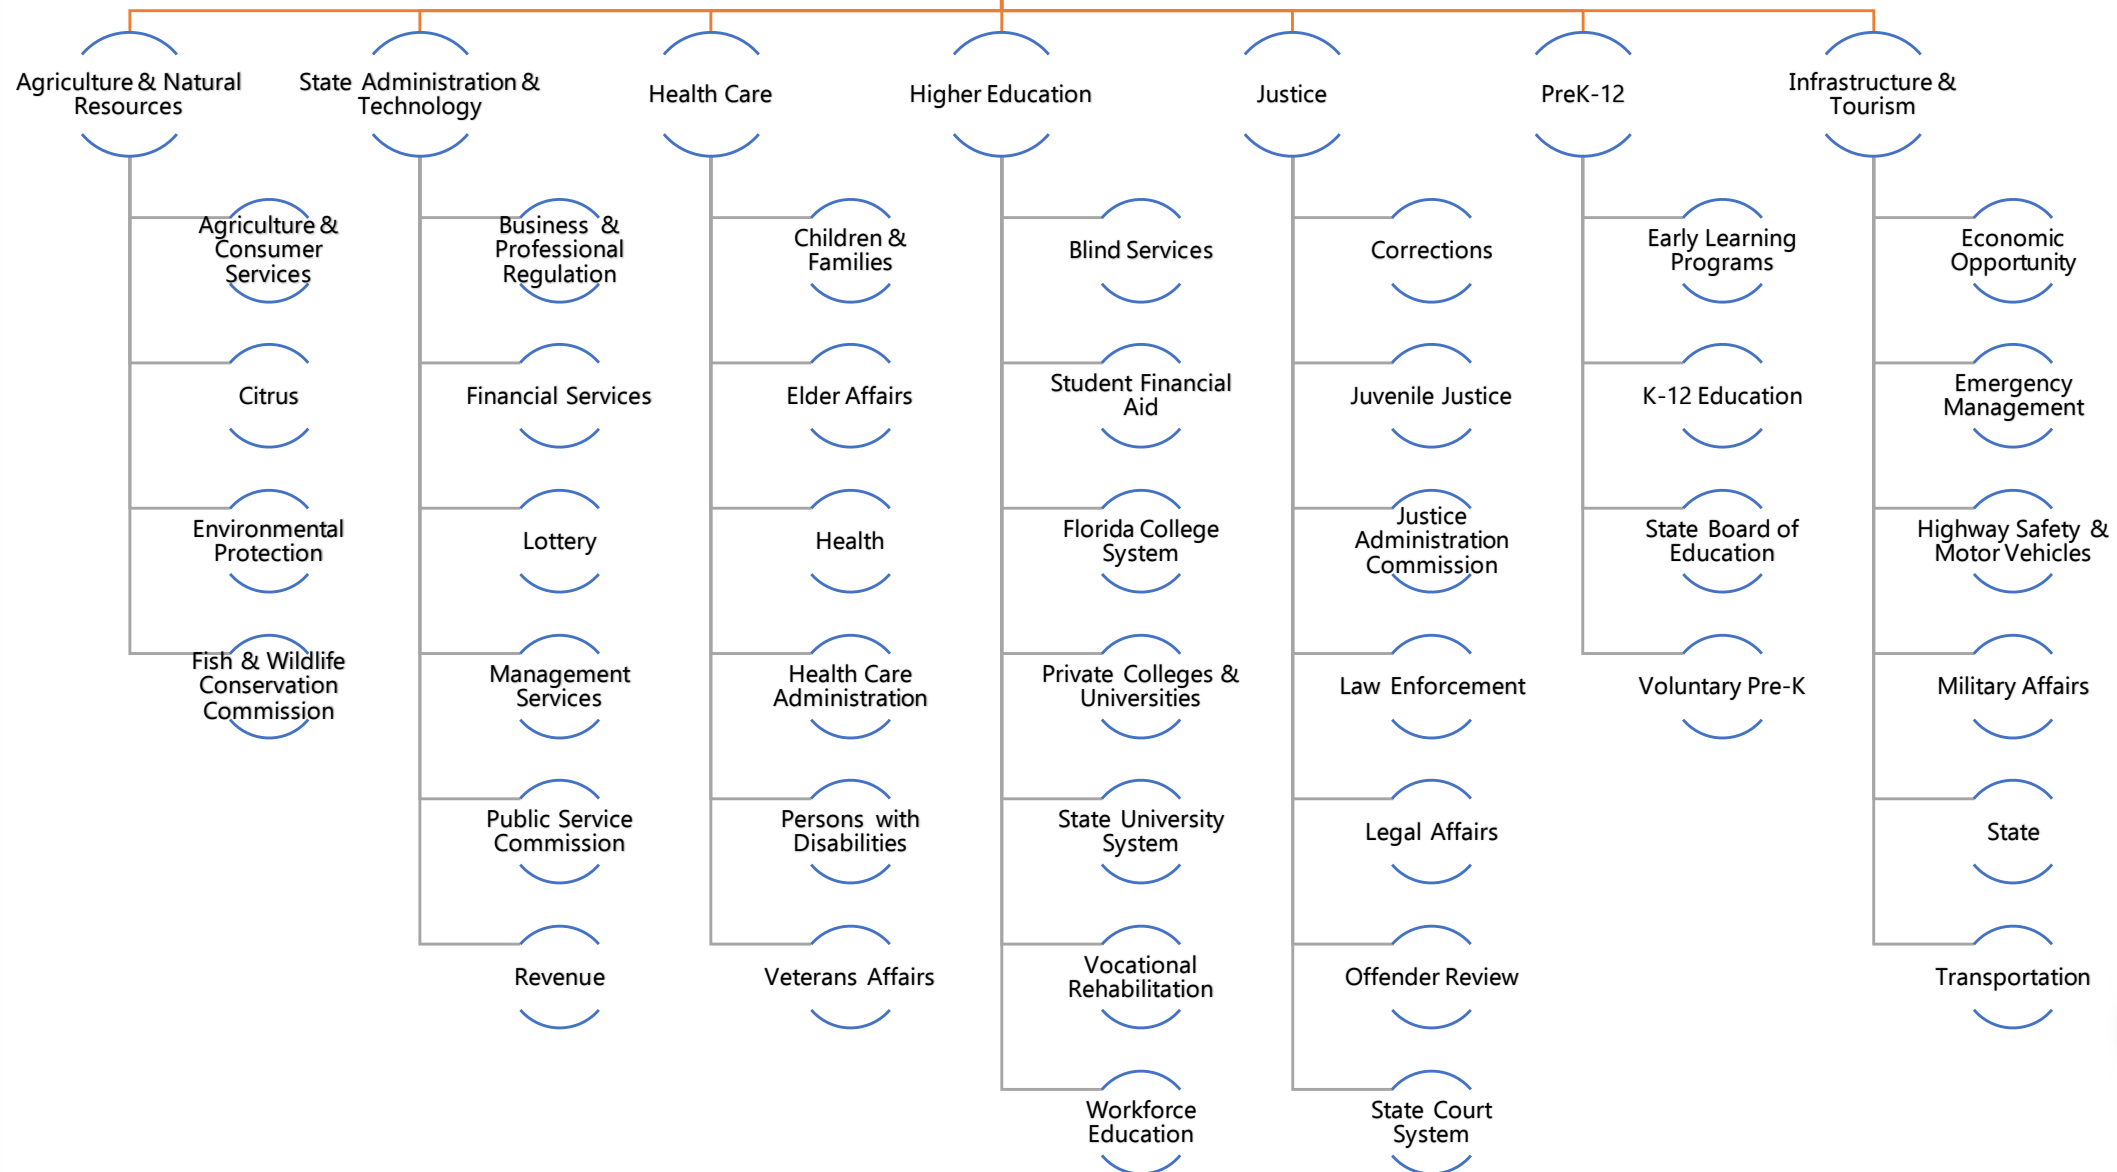 Agriculture & Natural
Resources
State Administration &
Technology
Health Care
Higher Education
Justice
PreK-12
Infrastructure &
Tourism
Agriculture &
Consumer
Services
Citrus
Environmental
Protection
Fish & Wildlife
Conservation
Commission
Business &
Professional
Regulation
Financial Services
Lottery
Management
Services
Public Service
Commission
Revenue
Children &
Families
Elder Affairs
Health
Health Care
Administration
Persons with
Disabilities
Veterans Affairs
Blind Services
Student Financial
Aid
Florida College
System
Private Colleges &
Universities
State University
System
Vocational
Rehabilitation
Workforce
Education
Corrections
Juvenile Justice
Justice
Administration
Commission
Law Enforcement
Legal Affairs
Offender Review
State Court
System
Early Learning
Programs
K-12 Education
State Board of
Education
Voluntary Pre-K
Economic
Opportunity
Emergency
Management
Highway Safety &
Motor Vehicles
Military Affairs
State
Transportation